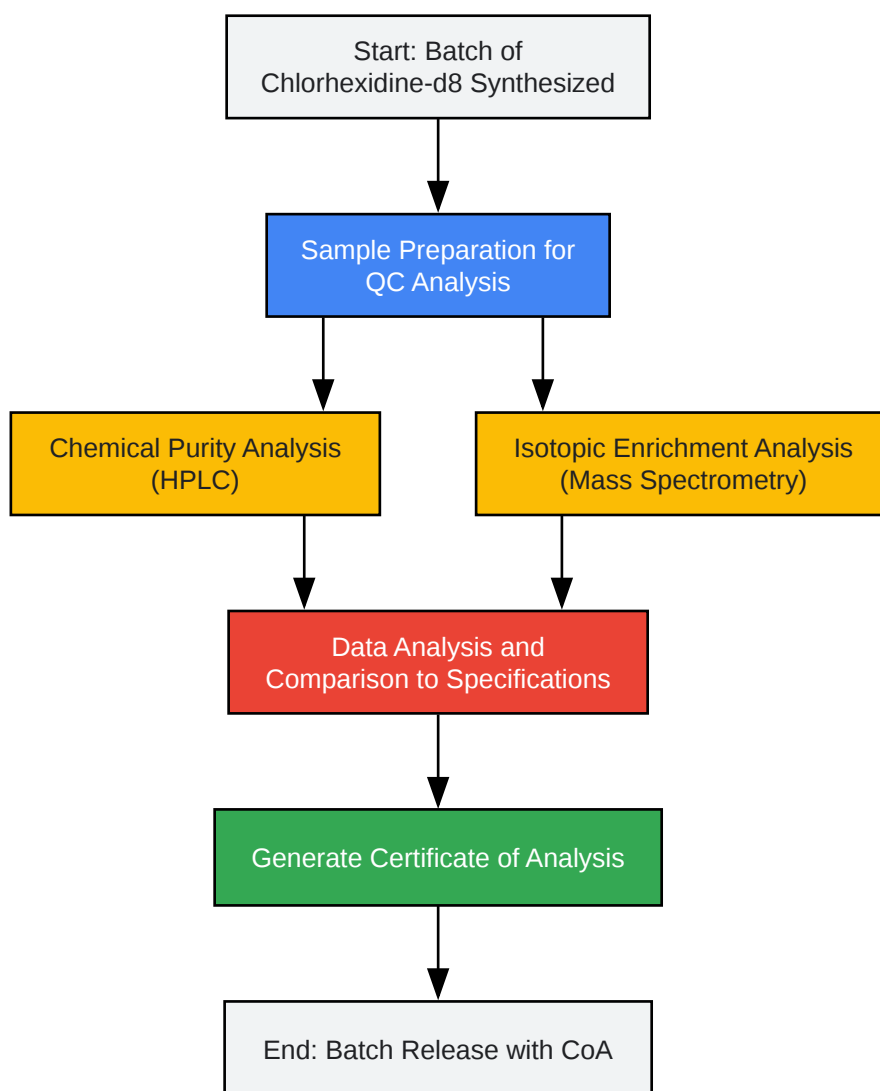 Start: Batch of
Chlorhexidine-d8 Synthesized
Sample Preparation for
QC Analysis
Chemical Purity Analysis
(HPLC)
Isotopic Enrichment Analysis
(Mass Spectrometry)
Data Analysis and
Comparison to Specifications
Generate Certificate of Analysis
End: Batch Release with CoA